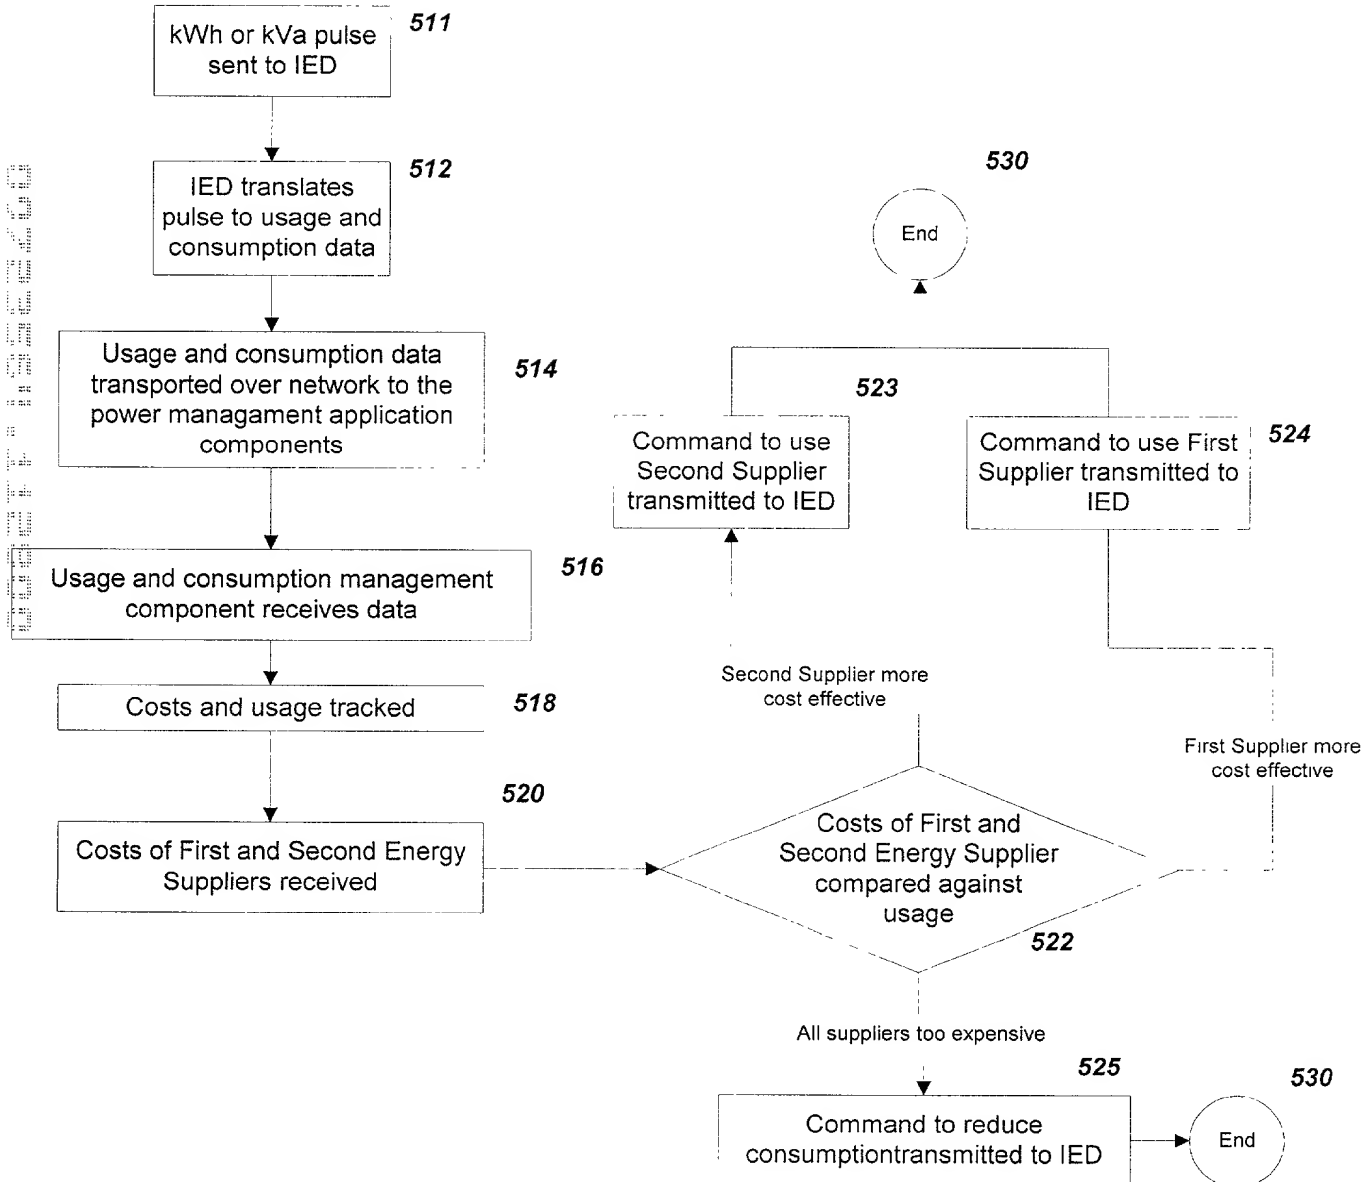 kWh or kVa pulse
sent to IED
511
IED translates
pulse to usage and
consumption data
512
Usage and consumption data
transported over network to the
power managament application
components
514
Usage and consumption management
component receives data
516
Costs and usage tracked
518
Costs of First and Second Energy
Suppliers received
520
Costs of First and
Second Energy Supplier
compared against
usage
522
Second Supplier more
cost effective
Command to use
Second Supplier
transmitted to IED
523
First Supplier more
cost effective
Command to use First
Supplier transmitted to
IED
524
End
530
All suppliers too expensive
Command to reduce
consumptiontransmitted to IED
525
End
530